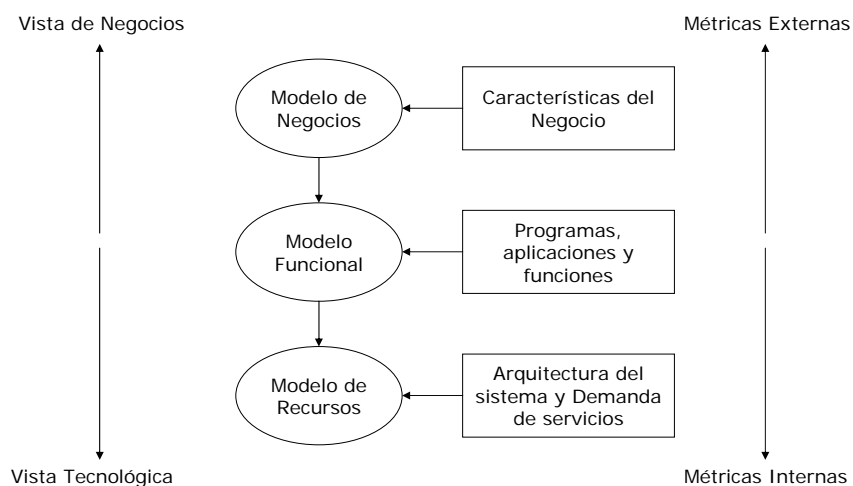 Vista de Negocios
Métricas Externas
Modelo de
Negocios
Características del
Negocio
Modelo
Funcional
Programas,
aplicaciones y
funciones
Modelo de
Recursos
Arquitectura del
sistema y Demanda
de servicios
Vista Tecnológica
Métricas Internas